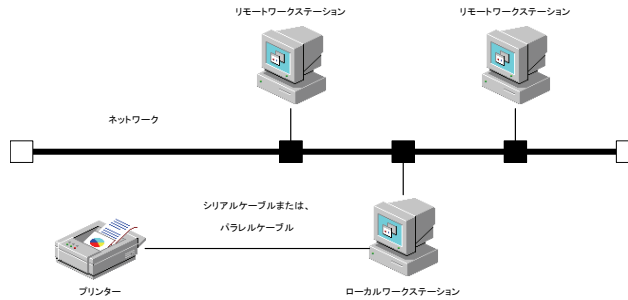 リモートワークステーション
リモートワークステーション
ネットワーク
シリアルケーブルまたは、
パラレルケーブル
プリンター
ローカルワークステーション